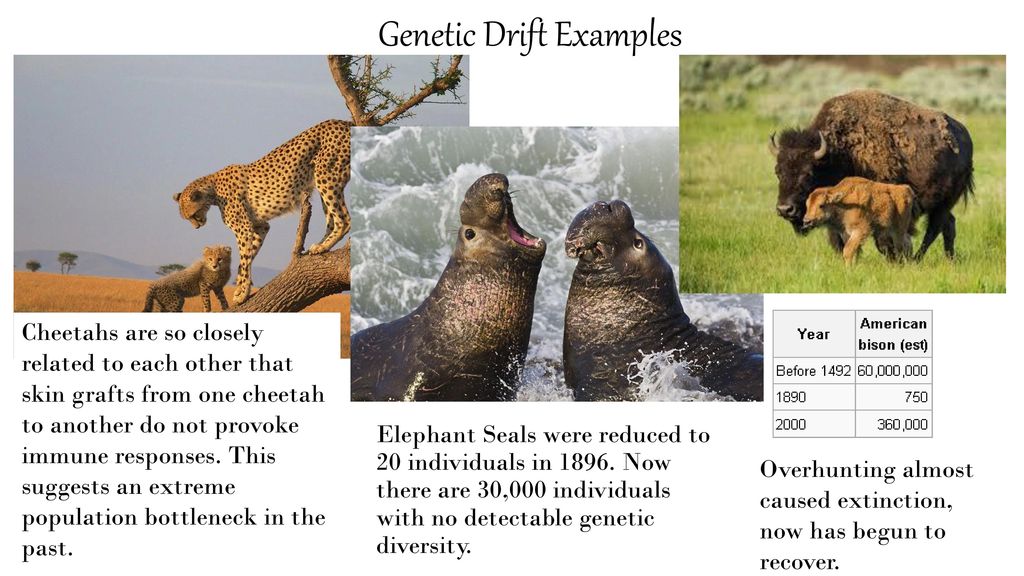 Genetic Drift Examples
Cheetahs are so closely
related to each other that
skin grafts from one cheetah
to another do not provoke
immune responses. This
suggests an extreme
population bottleneck in the
past.
Elephant Seals were reduced to
20 individuals in 1896. Now
there are 30,000 individuals
with no detectable genetic
diversity.
Year American bison (est)
Before 1492 60,000,000
1890 750
2000 360,000
Overhunting almost
caused extinction,
now has begun to
recover.